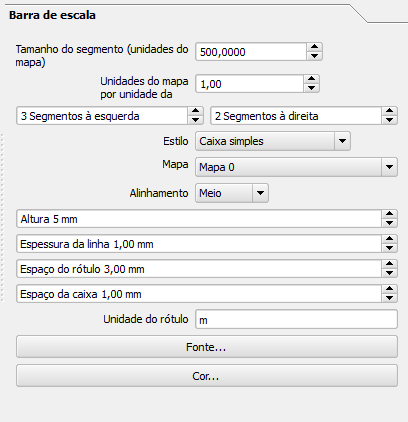 Barra de escala
Tamanho do segmento (unidades do
mapa)
500,0000
Unidades do mapa
por unidade da
1,00
3 Segmentos à esquerda
2 Segmentos à direita
Estilo
Caixa simples
Mapa
Mapa 0
Alinhamento
Meio
Altura 5 mm
Espessura da linha 1,00 mm
Espaço do rótulo 3,00 mm
Espaço da caixa 1,00 mm
Unidade do rótulo
m
Fonte...
Cor...